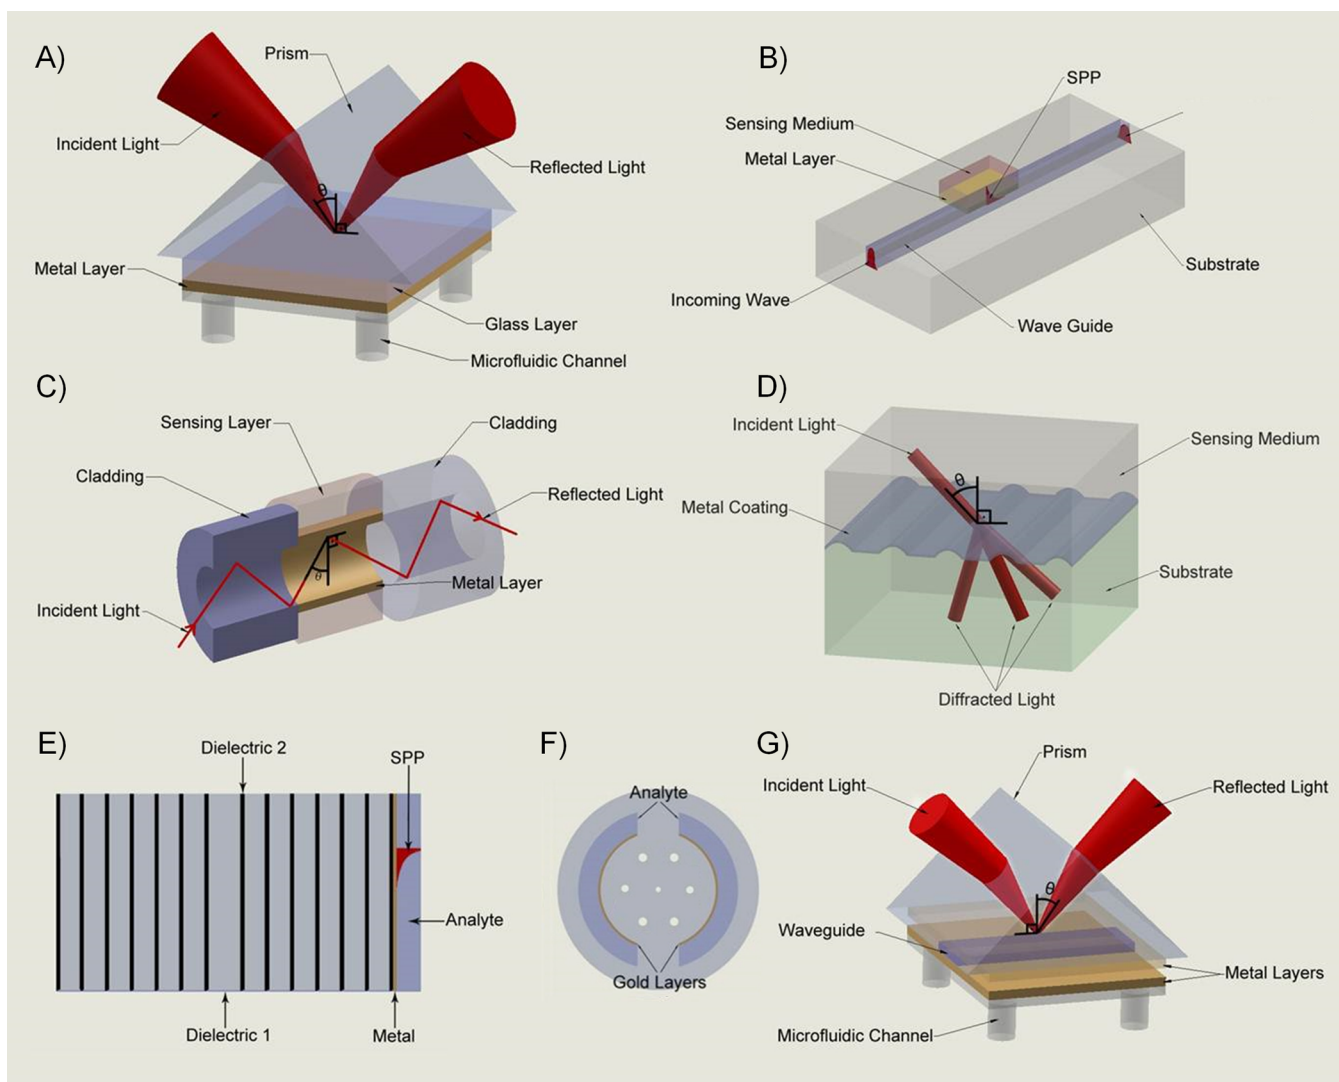 A)
Prism
Incident Light
Reflected Light
θ
Metal Layer
Glass Layer
Microfluidic Channel
B)
SPP
Sensing Medium
Metal Layer
Substrate
Incoming Wave
Wave Guide
C)
Sensing Layer
Cladding
Cladding
Reflected Light
θ
Metal Layer
Incident Light
D)
Incident Light
Sensing Medium
θ
Metal Coating
Substrate
Diffracted Light
E)
Dielectric 2
SPP
Analyte
Dielectric 1
Metal
F)
Analyte
Gold Layers
G)
Prism
Incident Light
Reflected Light
θ
Waveguide
Metal Layers
Microfluidic Channel